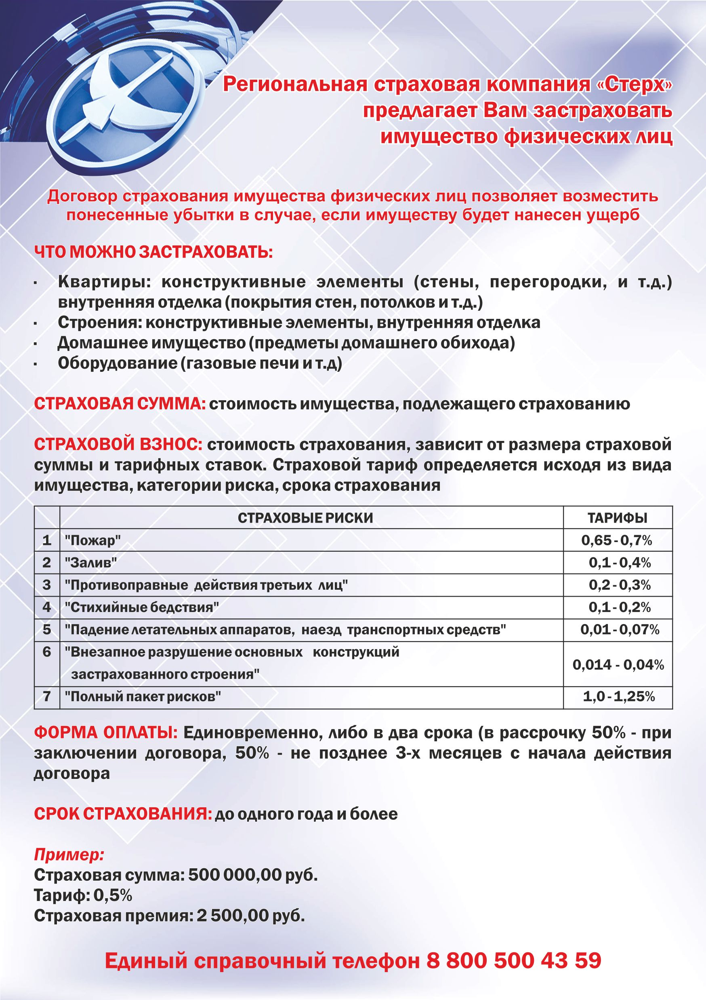 Региональная страховая компания «Стерх»
предлагает Вам застраховать
имущество физических лиц
Договор страхования имущества физических лиц позволяет возместить
понесенные убытки в случае, если имуществу будет нанесен ущерб
ЧТО МОЖНО ЗАСТРАХОВАТЬ:
· Квартиры: конструктивные элементы (стены, перегородки, и т.д.)
внутренняя отделка (покрытия стен, потолков и т.д.)
· Строения: конструктивные элементы, внутренняя отделка
· Домашнее имущество (предметы домашнего обихода)
· Оборудование (газовые печи и т.д)
СТРАХОВАЯ СУММА: стоимость имущества, подлежащего страхованию
СТРАХОВОЙ ВЗНОС: стоимость страхования, зависит от размера страховой
суммы и тарифных ставок. Страховой тариф определяется исходя из вида
имущества, категории риска, срока страхования
СТРАХОВЫЕ РИСКИ ТАРИФЫ
1 "Пожар" 0,65 - 0,7%
2 "Залив" 0,1 - 0,4%
3 "Противоправные действия третьих лиц" 0,2 - 0,3%
4 "Стихийные бедствия" 0,1 - 0,2%
5 "Падение летательных аппаратов, наезд транспортных средств" 0,01 - 0,07%
6 "Внезапное разрушение основных конструкций
застрахованного строения" 0,014 - 0,04%
7 "Полный пакет рисков" 1,0 - 1,25%
ФОРМА ОПЛАТЫ: Единовременно, либо в два срока (в рассрочку 50% - при
заключении договора, 50% - не позднее 3-х месяцев с начала действия
договора
СРОК СТРАХОВАНИЯ: до одного года и более
Пример:
Страховая сумма: 500 000,00 руб.
Тариф: 0,5%
Страховая премия: 2 500,00 руб.
Единый справочный телефон 8 800 500 43 59